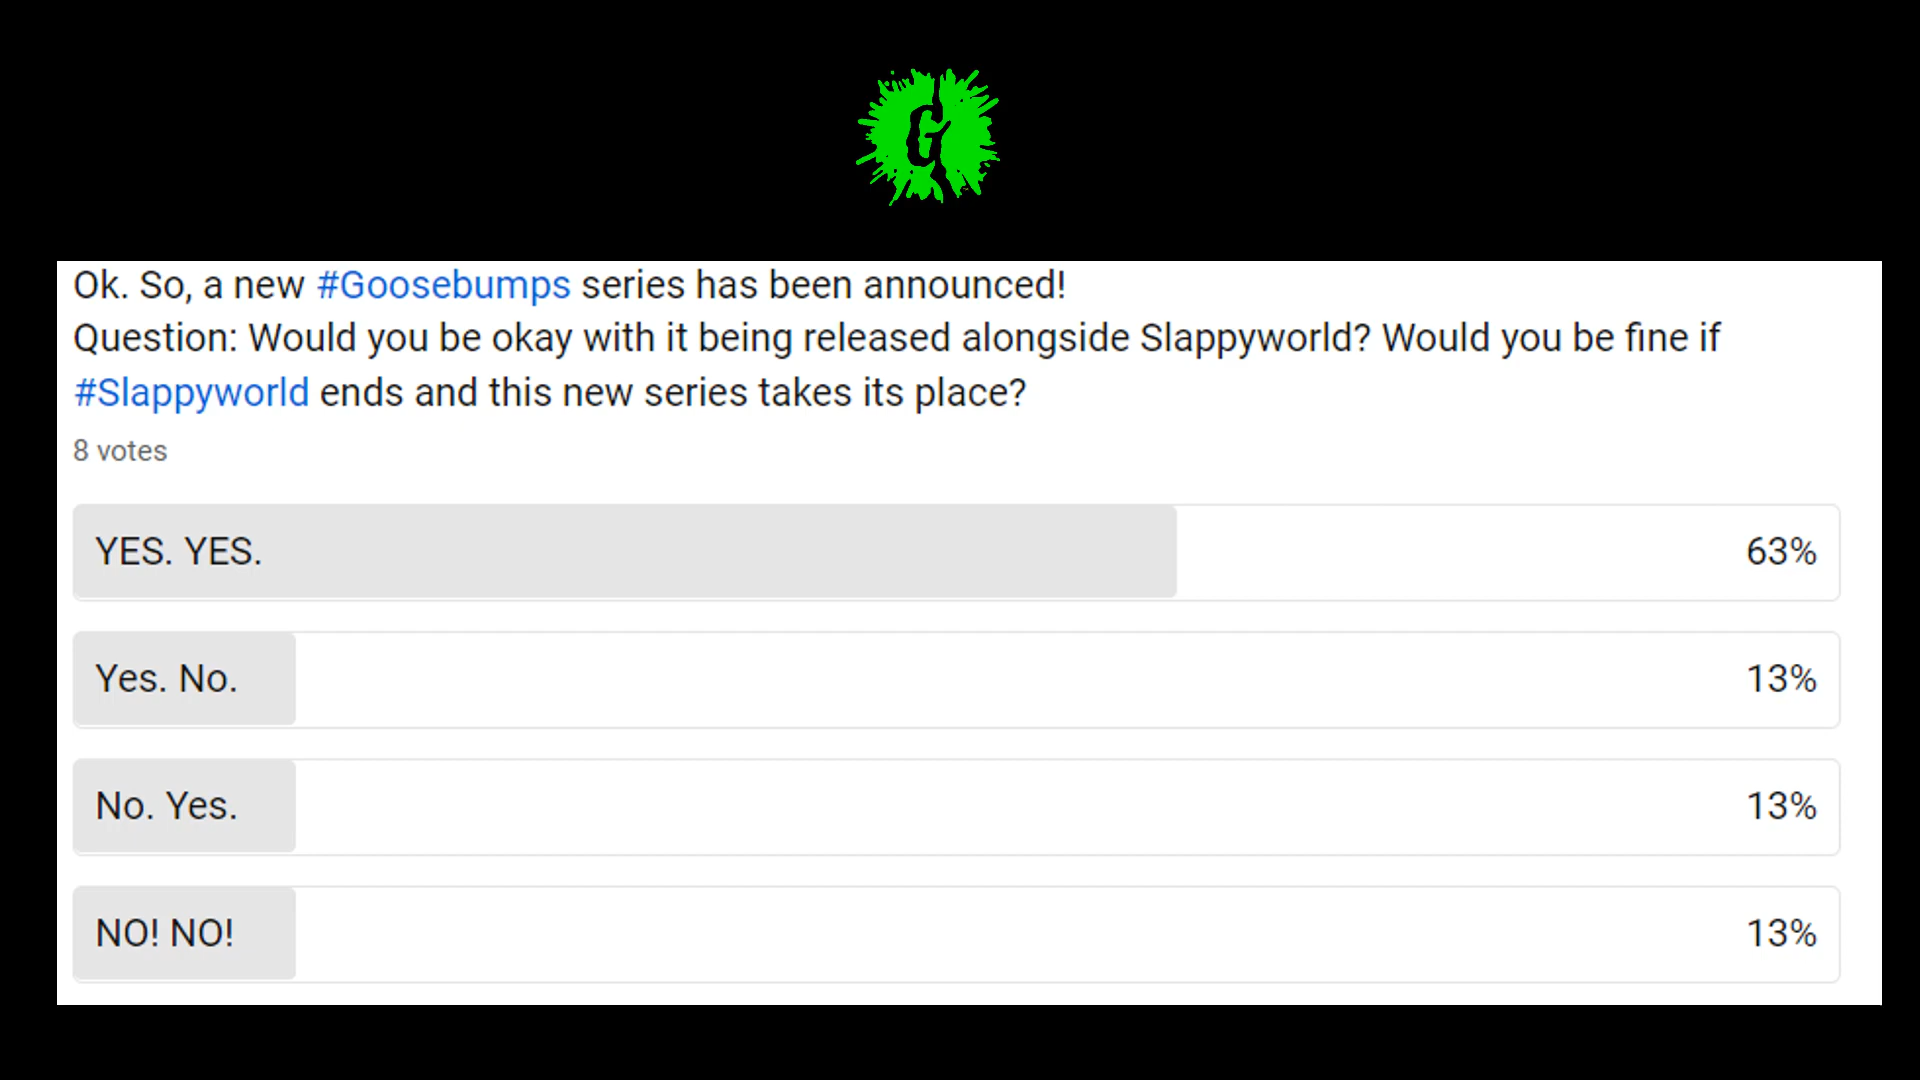 G
Ok. So, a new #Goosebumps series has been announced!
Question: Would you be okay with it being released alongside Slappyworld? Would you be fine if
#Slappyworld ends and this new series takes its place?
8 votes
YES. YES. 63%
Yes. No. 13%
No. Yes. 13%
NO! NO! 13%